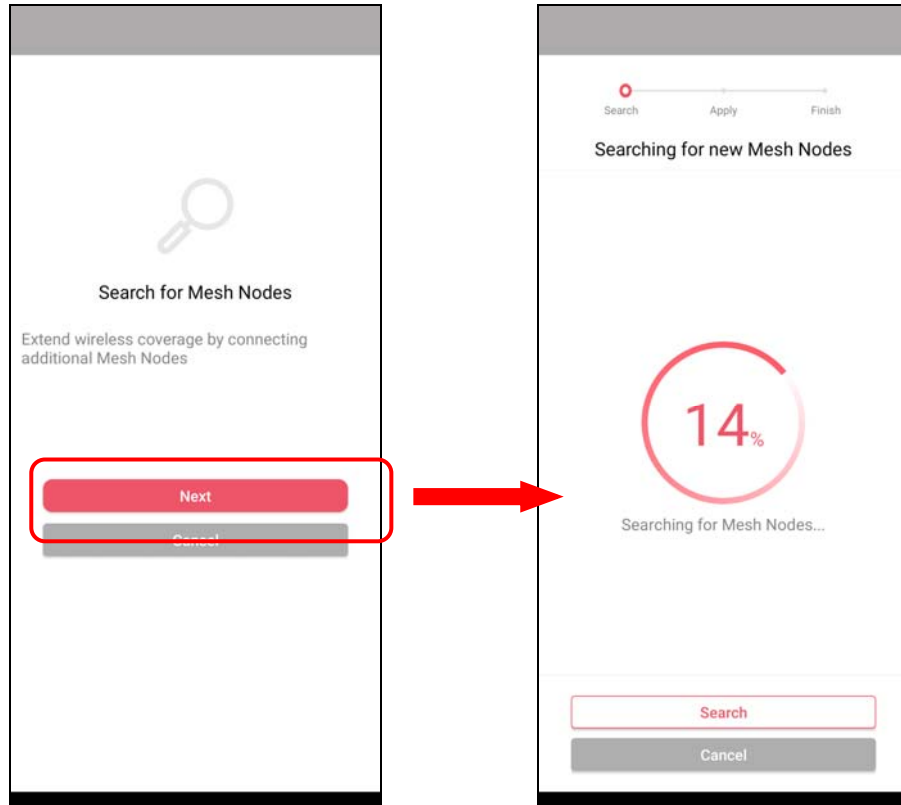 Search for Mesh Nodes
Extend wireless coverage by connecting
additional Mesh Nodes
Next
Cancel
Search Apply Finish
Searching for new Mesh Nodes
14%
Searching for Mesh Nodes...
Search
Cancel